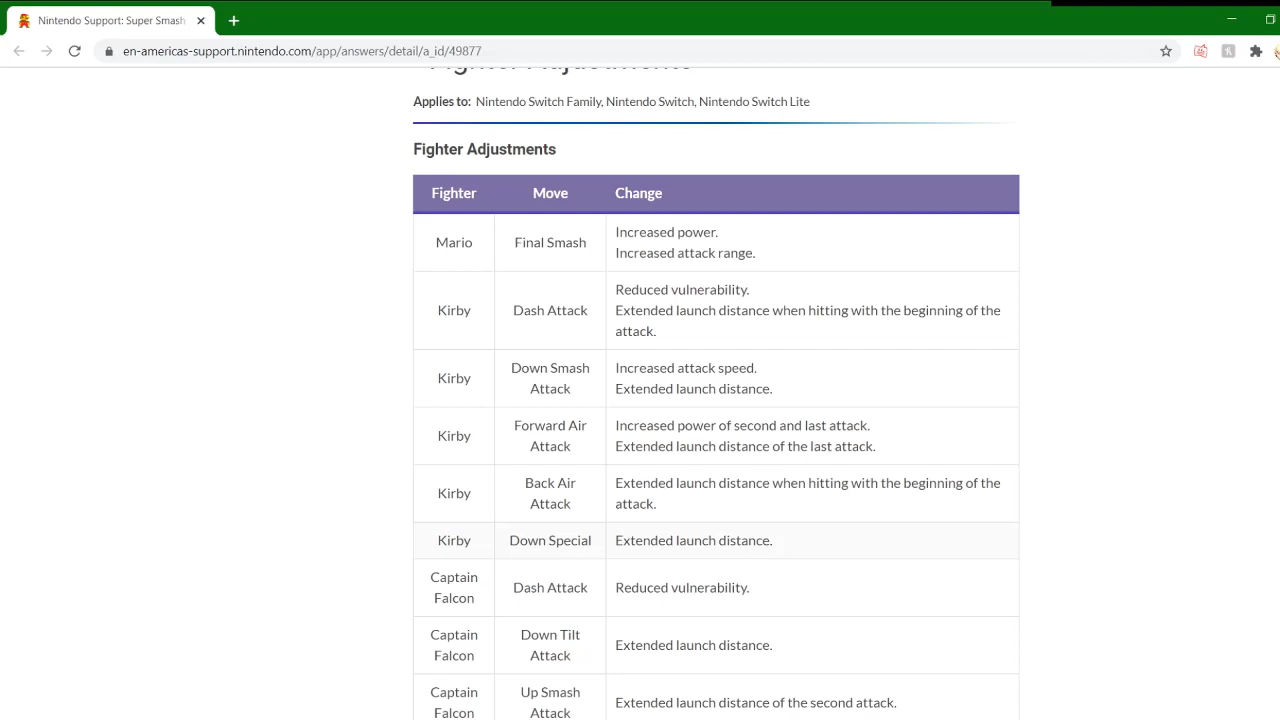 Nintendo Support: Super Smash
en-americas-support.nintendo.com/app/answers/detail/a_id/49877
Fighter Adjustments
Applies to: Nintendo Switch Family, Nintendo Switch, Nintendo Switch Lite
Fighter Adjustments
Fighter Move Change
Mario Final Smash Increased power.
Increased attack range.
Kirby Dash Attack Reduced vulnerability.
Extended launch distance when hitting with the beginning of the
attack.
Kirby Down Smash Attack Increased attack speed.
Extended launch distance.
Kirby Forward Air Attack Increased power of second and last attack.
Extended launch distance of the last attack.
Kirby Back Air Attack Extended launch distance when hitting with the beginning of the
attack.
Kirby Down Special Extended launch distance.
Captain Falcon Dash Attack Reduced vulnerability.
Captain Falcon Down Tilt Attack Extended launch distance.
Captain Falcon Up Smash Attack Extended launch distance of the second attack.